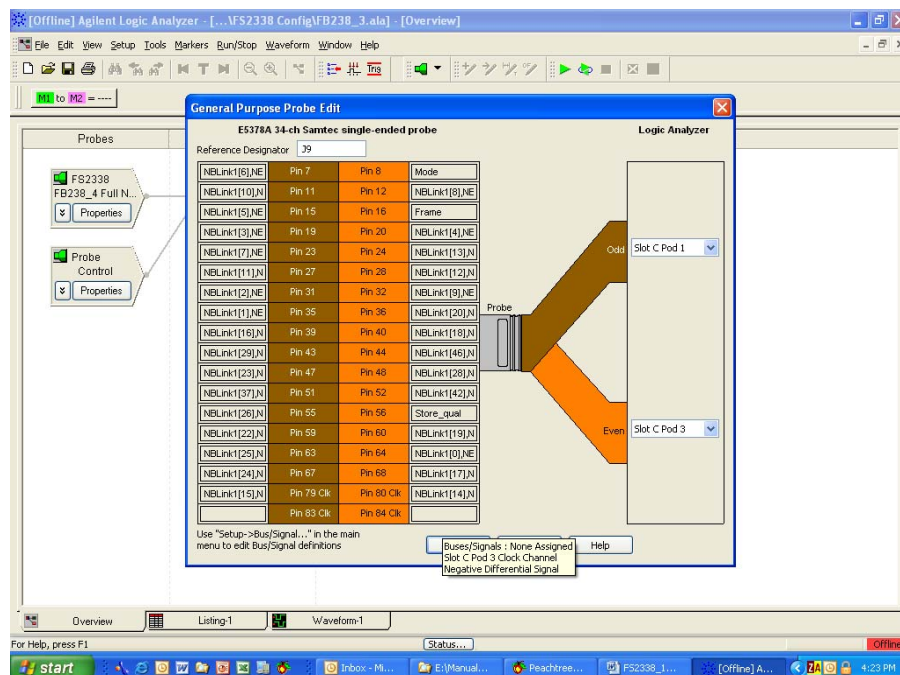 [Offline] Agilent Logic Analyzer - [...\FS2338 Config\FB238_3.ala] - [Overview]
File Edit View Setup Tools Markers Run/Stop Waveform Window Help
M1 to M2 = ----
Probes
FS2338
FB238_4 Full N...
Properties
Probe
Control
Properties
General Purpose Probe Edit
E5378A 34-ch Samtec single-ended probe
Logic Analyzer
Reference Designator J9
NBLink1[6],NE Pin 7 Pin 8 Mode
NBLink1[10],N Pin 11 Pin 12 NBLink1[8],NE
NBLink1[5],NE Pin 15 Pin 16 Frame
NBLink1[3],NE Pin 19 Pin 20 NBLink1[4],NE
NBLink1[7],NE Pin 23 Pin 24 NBLink1[13],N
NBLink1[11],N Pin 27 Pin 28 NBLink1[12],N
NBLink1[2],NE Pin 31 Pin 32 NBLink1[9],NE
NBLink1[1],NE Pin 35 Pin 36 NBLink1[20],N
NBLink1[16],N Pin 39 Pin 40 NBLink1[18],N
NBLink1[29],N Pin 43 Pin 44 NBLink1[46],N
NBLink1[23],N Pin 47 Pin 48 NBLink1[28],N
NBLink1[37],N Pin 51 Pin 52 NBLink1[42],N
NBLink1[26],N Pin 55 Pin 56 Store_qual
NBLink1[22],N Pin 59 Pin 60 NBLink1[19],N
NBLink1[25],N Pin 63 Pin 64 NBLink1[0],NE
NBLink1[24],N Pin 67 Pin 68 NBLink1[17],N
NBLink1[15],N Pin 79 Clk Pin 80 Clk NBLink1[14],N
Pin 83 Clk Pin 84 Clk
Probe
Odd Slot C Pod 1
Even Slot C Pod 3
Use "Setup->Bus/Signal..." in the main
menu to edit Bus/Signal definitions
Help
Buses/Signals : None Assigned
Slot C Pod 3 Clock Channel
Negative Differential Signal
Overview Listing-1 Waveform-1
For Help, press F1
Status...
Offline
start
Inbox - Mi...
E:\Manual...
Peachtree...
FS2338_1...
[Offline] A...
4:23 PM